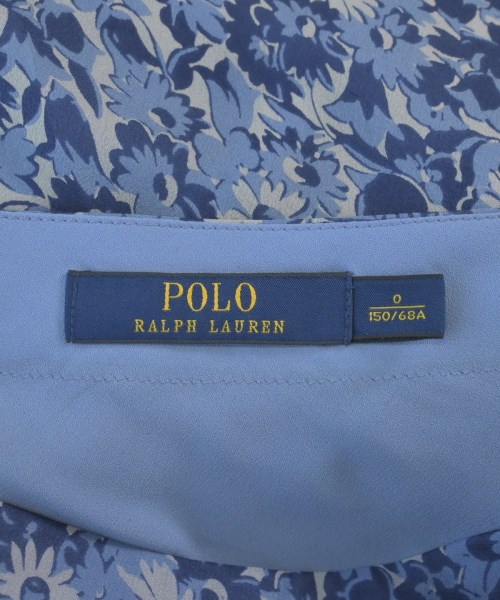 POLO
RALPH LAUREN
0
150/68A